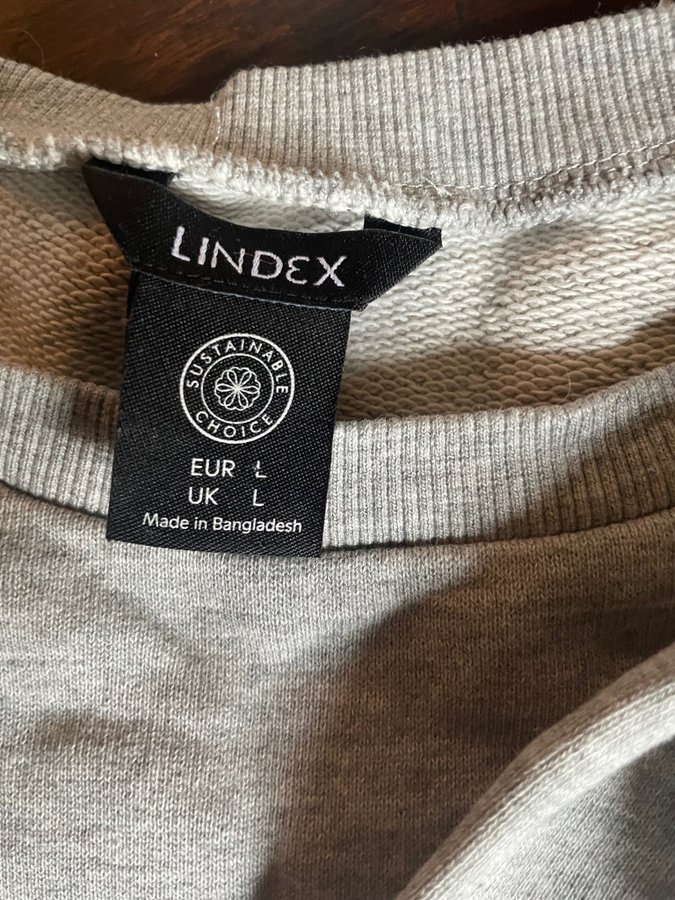 LINDEX
SUSTAINABLE
CHOICE
EUR L
UK L
Made in Bangladesh